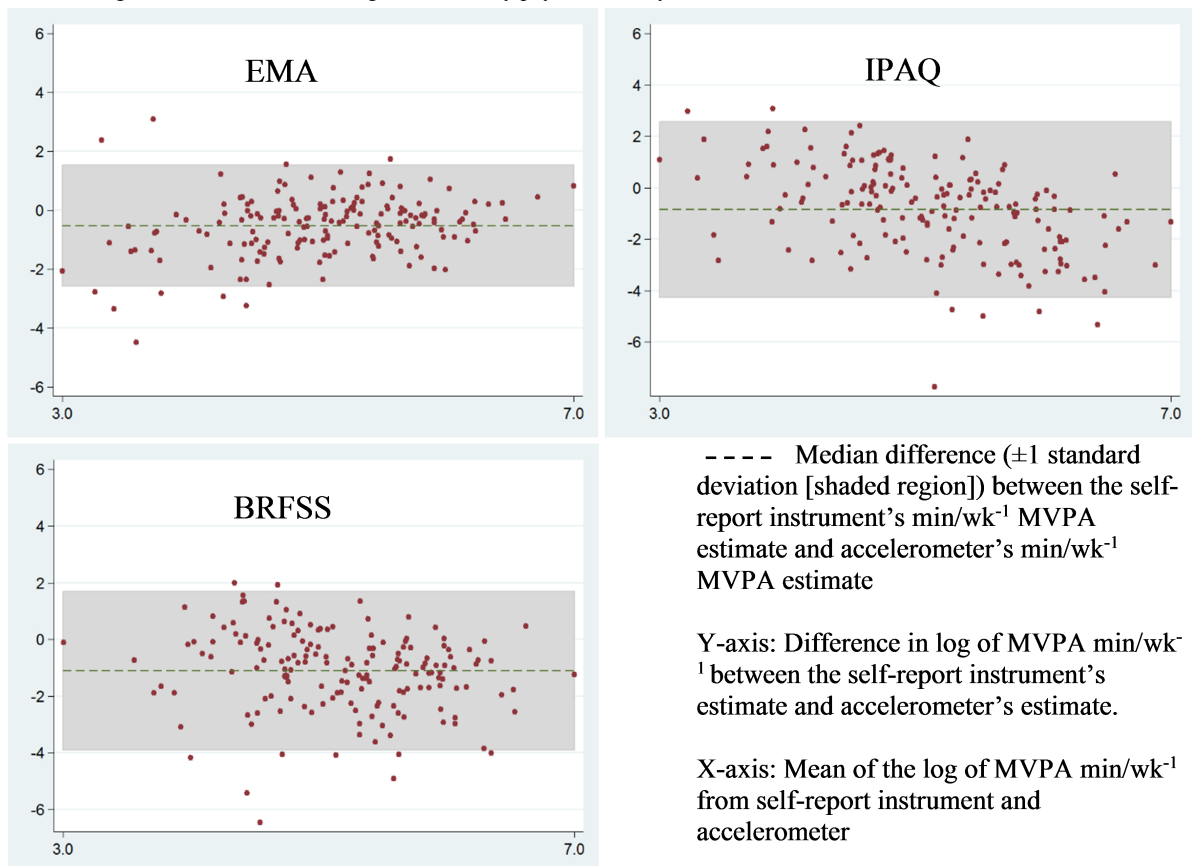 6
4
2
0
-2
-4
-6
3.0
7.0
EMA
6
4
2
0
-2
-4
-6
3.0
7.0
IPAQ
6
4
2
0
-2
-4
-6
3.0
7.0
BRFSS
---- Median difference (±1 standard
deviation [shaded region]) between the self-
report instrument's min/wk⁻¹ MVPA
estimate and accelerometer's min/wk⁻¹
MVPA estimate
Y-axis: Difference in log of MVPA min/wk⁻
¹ between the self-report instrument's
estimate and accelerometer's estimate.
X-axis: Mean of the log of MVPA min/wk⁻¹
from self-report instrument and
accelerometer